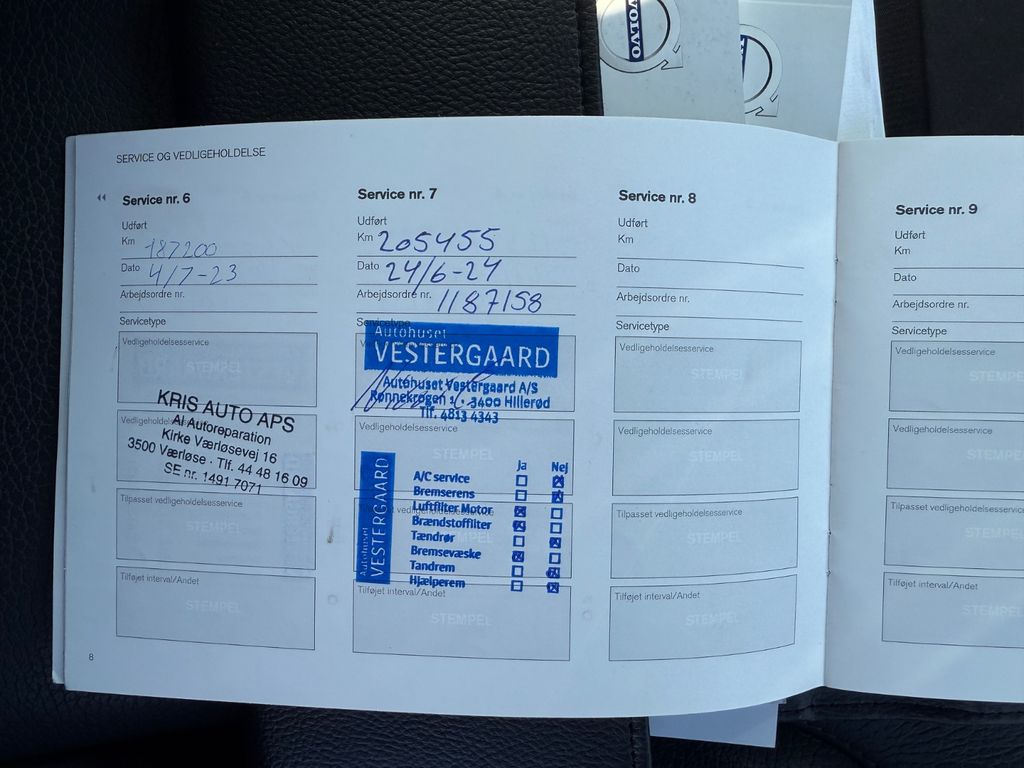 VOLVO
SERVICE OG VEDLIGEHOLDELSE
Service nr. 6
Udført
Km 187200
Dato 4/7-23
Arbejdsordre nr.
Servicetype
Vedligeholdelsesservice
STEMPEL
KRIS AUTO APS
Al Autoreparation
Kirke Værløsevej 16
3500 Værløse · Tlf. 44 48 16 09
SE nr. 1491 7071
Tilpasset vedligeholdelsesservice
STEMPEL
Tilføjet interval/Andet
STEMPEL
8
Service nr. 7
Udført
Km 205455
Dato 24/6-24
Arbejdsordre nr. 1187158
Servicetype
Autohuset
VESTERGAARD
Autohuset Vestergaard A/S
Rønnekrogen 1 · 3400 Hillerød
Tlf. 4813 4343
Vedligeholdelsesservice
STEMPEL
Autohuset
VESTERGAARD
Ja Nej
A/C service
Bremserens
Luftfilter Motor
Brændstoffilter
Tændrør
Bremsevæske
Tandrem
Hjælperem
Tilføjet interval/Andet
STEMPEL
Service nr. 8
Udført
Km
Dato
Arbejdsordre nr.
Servicetype
Vedligeholdelsesservice
STEMPEL
Vedligeholdelsesservice
STEMPEL
Tilpasset vedligeholdelsesservice
STEMPEL
Tilføjet interval/Andet
STEMPEL
Service nr. 9
Udført
Km
Dato
Arbejdsordre nr.
Servicetype
Vedligeholdelsesservice
STEMPE
Vedligeholdelsesservice
STEMPE
Tilpasset vedligeholdelsesse
STEMPE
Tilføjet interval/Andet
STEMPE